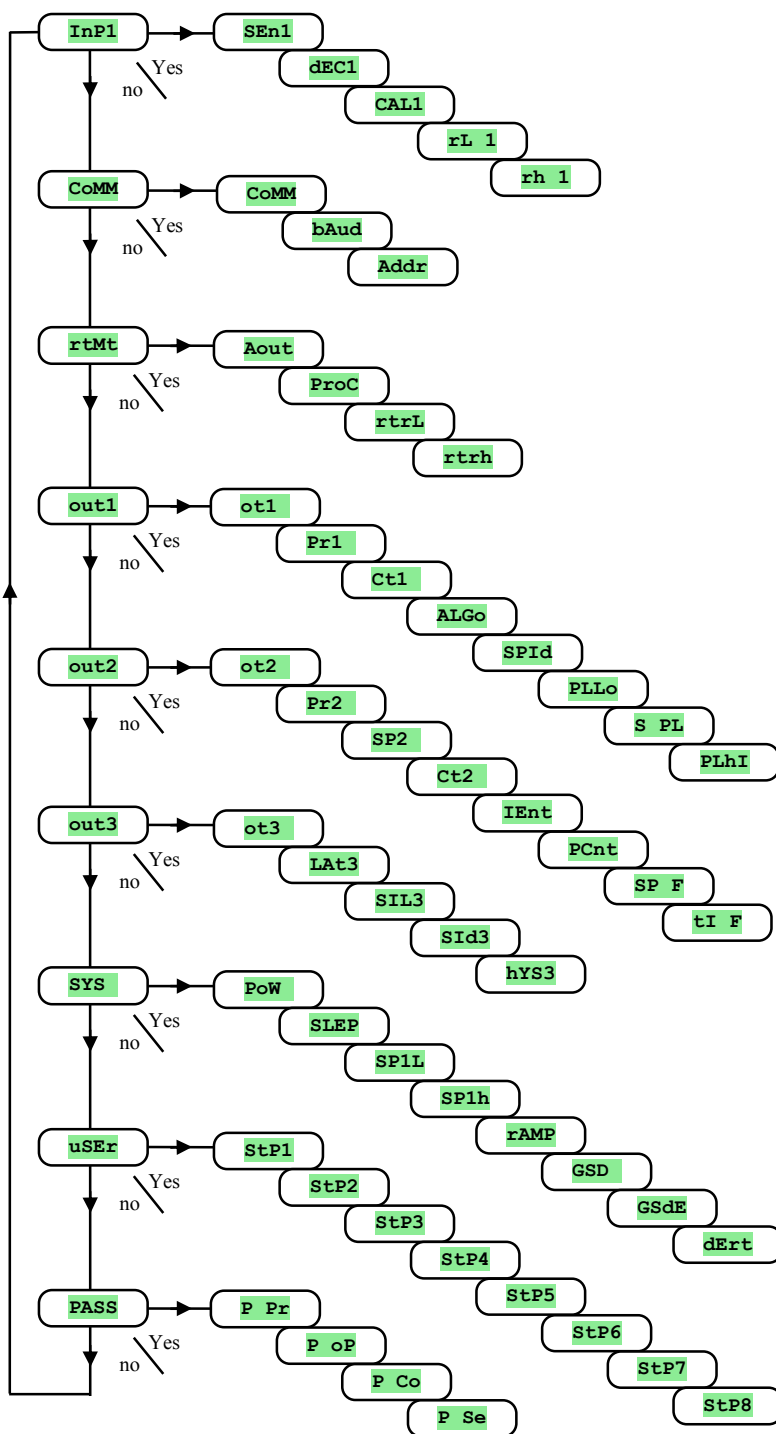 InP1
SEn1
Yes
no
dEC1
CAL1
rL 1
rh 1
CoMM
CoMM
Yes
no
bAud
Addr
rtMt
Aout
Yes
no
ProC
rtrL
rtrh
out1
ot1
Yes
no
Pr1
Ct1
ALGo
SPId
PLLo
S PL
PLhI
out2
ot2
Yes
no
Pr2
SP2
Ct2
IEnt
PCnt
SP F
tI F
out3
ot3
Yes
no
LAt3
SIL3
SId3
hYS3
SYS
PoW
Yes
no
SLEP
SP1L
SP1h
rAMP
GSD
GSdE
dErt
uSEr
StP1
Yes
no
StP2
StP3
StP4
StP5
StP6
StP7
StP8
PASS
P Pr
Yes
no
P oP
P Co
P Se